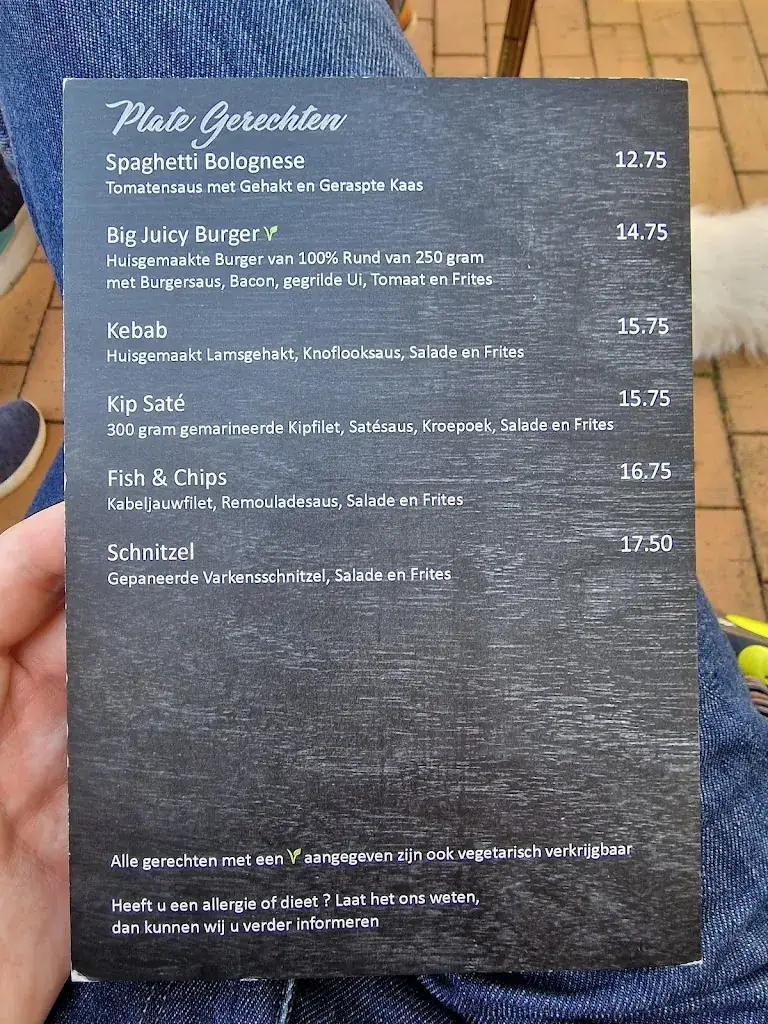 Plate Gerechten
Spaghetti Bolognese 12.75
Tomatensaus met Gehakt en Geraspte Kaas
Big Juicy Burger 14.75
Huisgemaakte Burger van 100% Rund van 250 gram
met Burgersaus, Bacon, gegrilde Ui, Tomaat en Frites
Kebab 15.75
Huisgemaakt Lamsgehakt, Knoflooksaus, Salade en Frites
Kip Saté 15.75
300 gram gemarineerde Kipfilet, Satésaus, Kroepoek, Salade en Frites
Fish & Chips 16.75
Kabeljauwfilet, Remouladesaus, Salade en Frites
Schnitzel 17.50
Gepaneerde Varkensschnitzel, Salade en Frites
Alle gerechten met een V aangegeven zijn ook vegetarisch verkrijgbaar
Heeft u een allergie of dieet ? Laat het ons weten,
dan kunnen wij u verder informeren